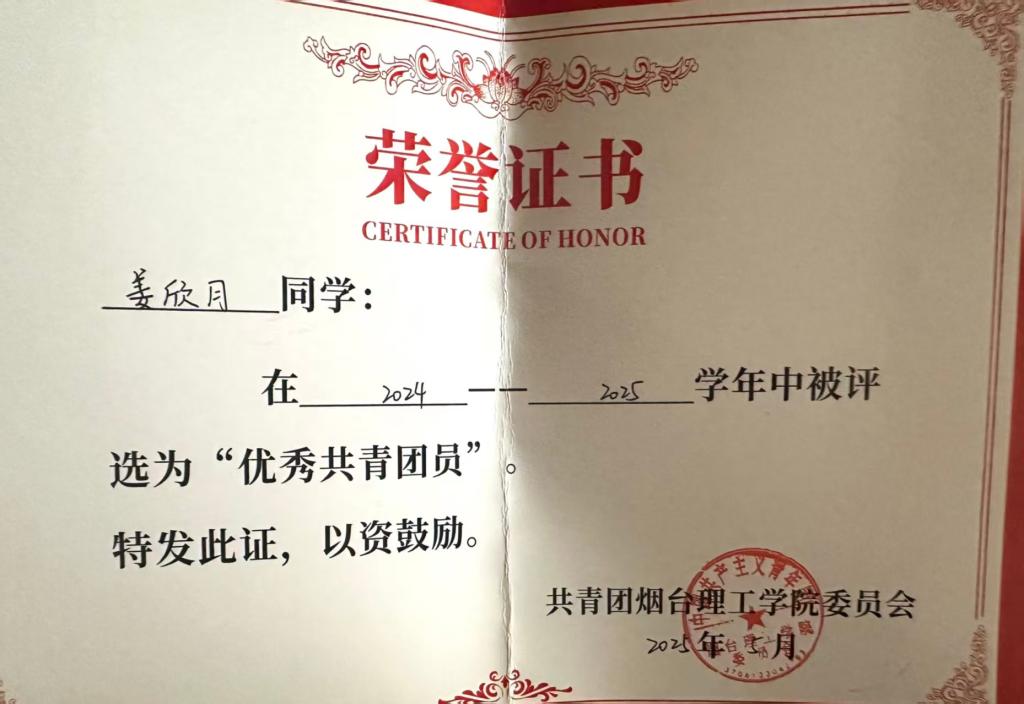 荣誉证书
CERTIFICATE OF HONOR
姜欣月 同学：
在 2024 —— 2025 学年中被评
选为“优秀共青团员”。
特发此证，以资鼓励。
共青团烟台理工学院委员会
2025 年 5 月